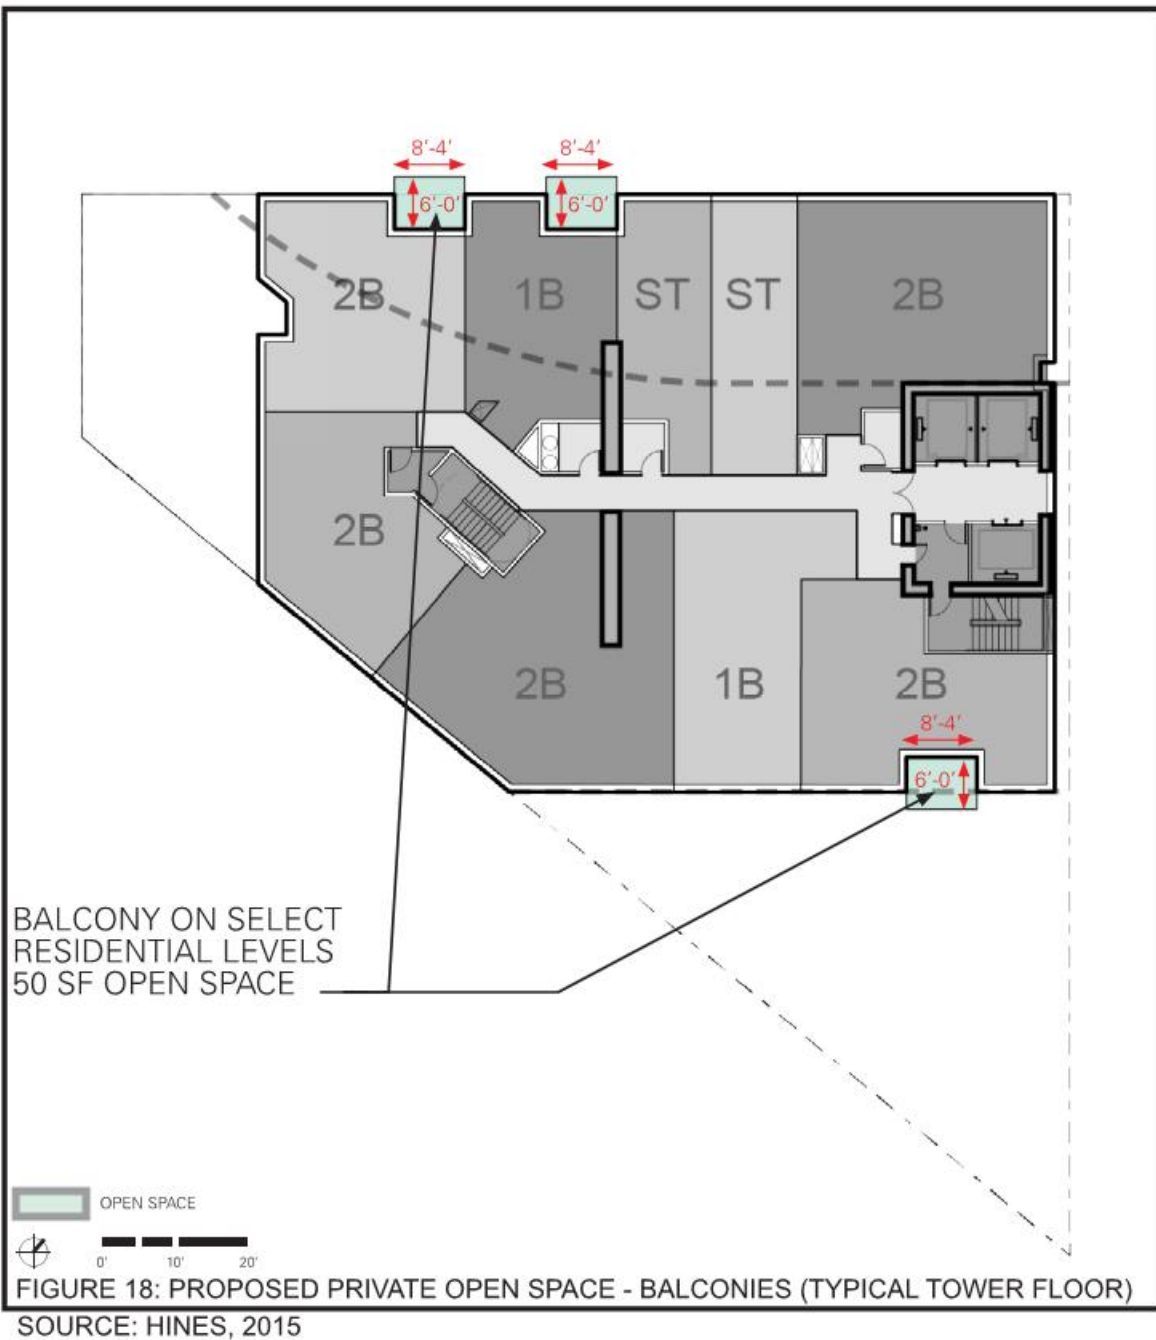 8'-4'
8'-4'
6'-0'
6'-0'
2B
1B
ST
ST
2B
2B
2B
1B
2B
8'-4'
6'-0'
BALCONY ON SELECT
RESIDENTIAL LEVELS
50 SF OPEN SPACE
OPEN SPACE
0'
10'
20'
FIGURE 18: PROPOSED PRIVATE OPEN SPACE - BALCONIES (TYPICAL TOWER FLOOR)
SOURCE: HINES, 2015